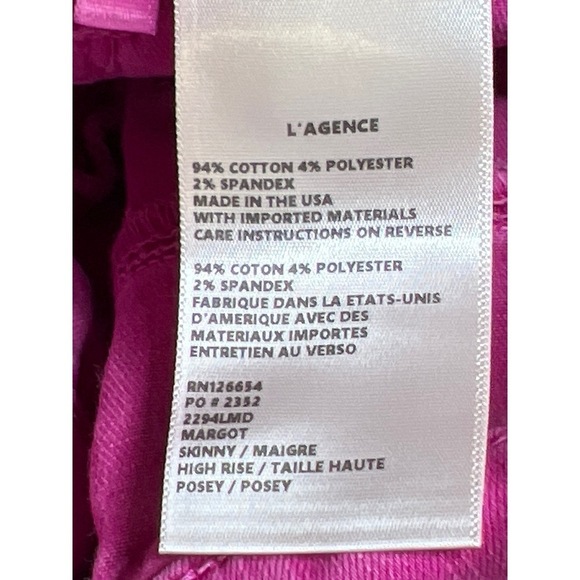 L'AGENCE
94% COTTON 4% POLYESTER
2% SPANDEX
MADE IN THE USA
WITH IMPORTED MATERIALS
CARE INSTRUCTIONS ON REVERSE
94% COTON 4% POLYESTER
2% SPANDEX
FABRIQUE DANS LA ETATS-UNIS
D'AMERIQUE AVEC DES
MATERIAUX IMPORTES
ENTRETIEN AU VERSO
RN126654
PO # 2352
2294LMD
MARGOT
SKINNY / MAIGRE
HIGH RISE / TAILLE HAUTE
POSEY / POSEY